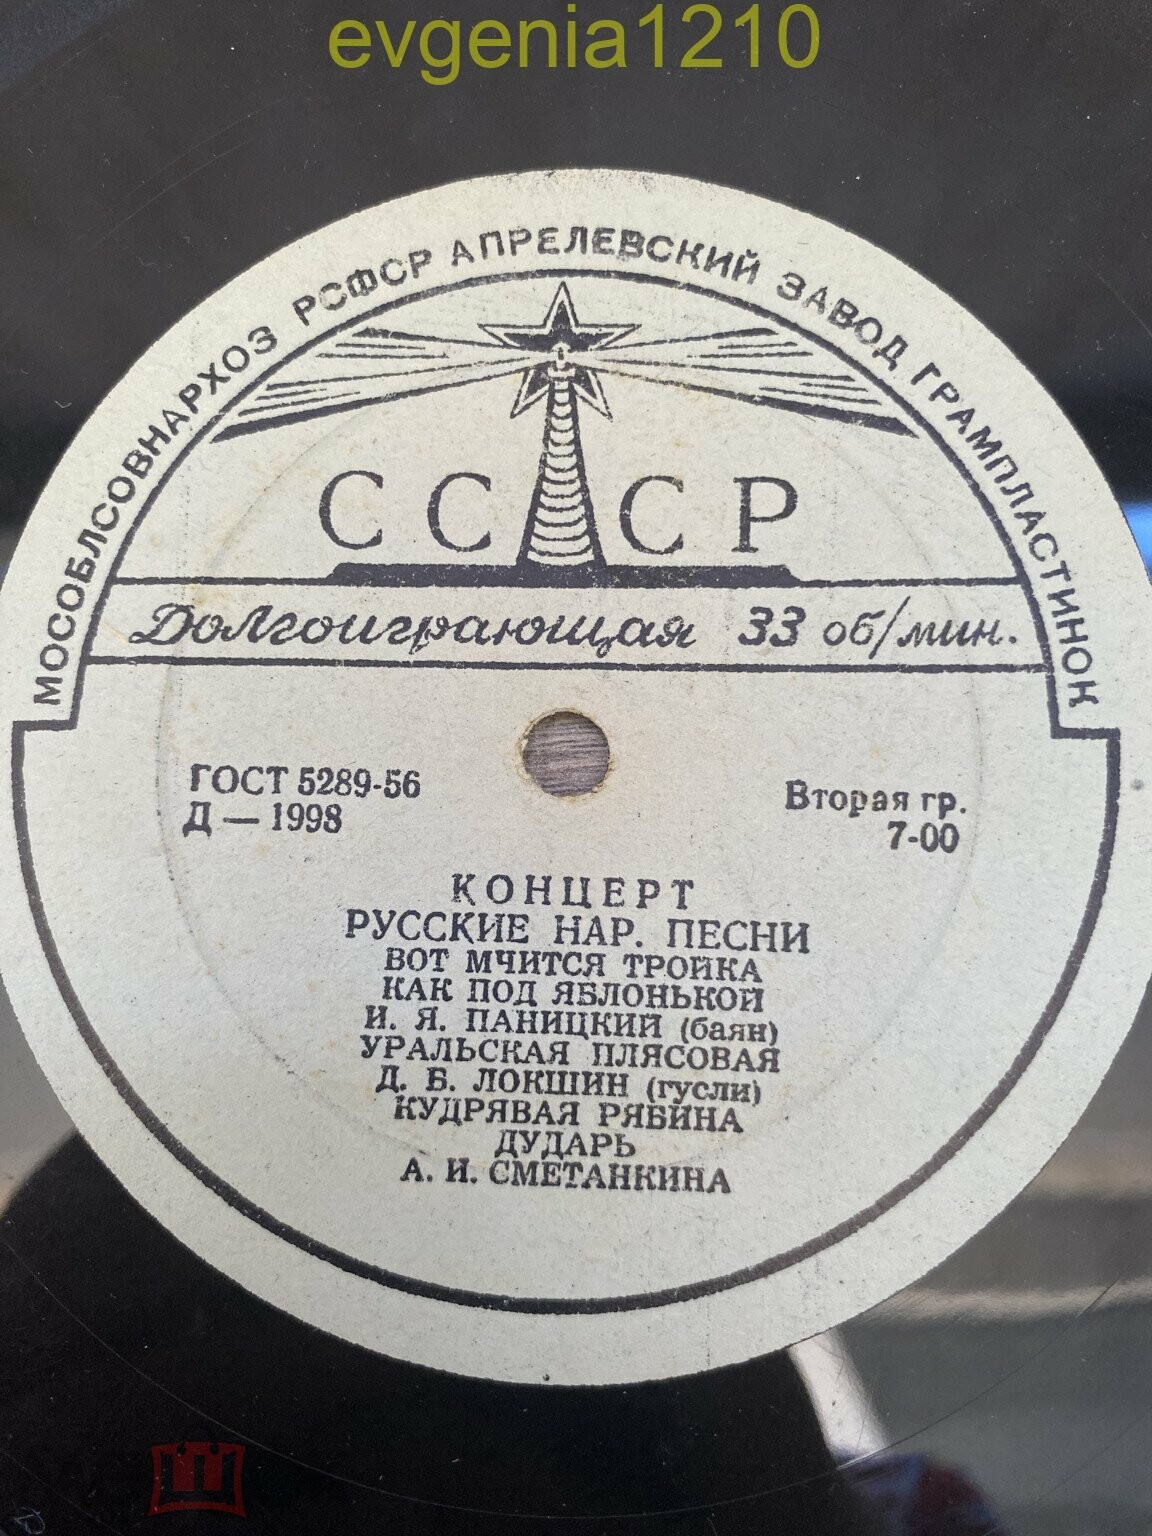 evgenia1210
МОСОБЛСОВНАРХОЗ РСФСР АПРЕЛЕВСКИЙ ЗАВОД ГРАМПЛАСТИНОК
СССР
Долгоиграющая 33 об/мин.
ГОСТ 5289-56
Д — 1998
Вторая гр.
7-00
КОНЦЕРТ
РУССКИЕ НАР. ПЕСНИ
ВОТ МЧИТСЯ ТРОЙКА
КАК ПОД ЯБЛОНЬКОЙ
И. Я. ПАНИЦКИЙ (баян)
УРАЛЬСКАЯ ПЛЯСОВАЯ
Д. Б. ЛОКШИН (гусли)
КУДРЯВАЯ РЯБИНА
ДУДАРЬ
А. И. СМЕТАНКИНА